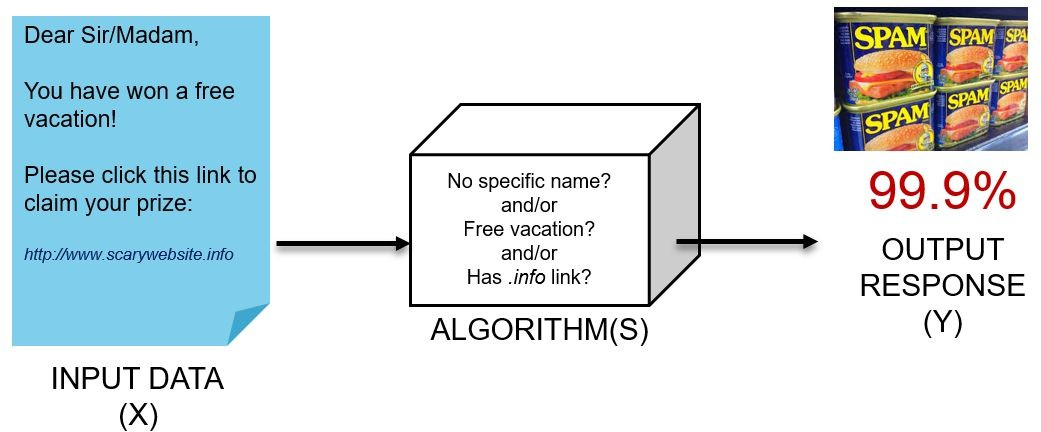 Dear Sir/Madam,
You have won a free
vacation!
Please click this link to
claim your prize:
http://www.scarywebsite.info
INPUT DATA
(X)
No specific name?
and/or
Free vacation?
and/or
Has .info link?
ALGORITHM(S)
SPAM SPAM SPA
SPAM SPAM
99.9%
OUTPUT
RESPONSE
(Y)